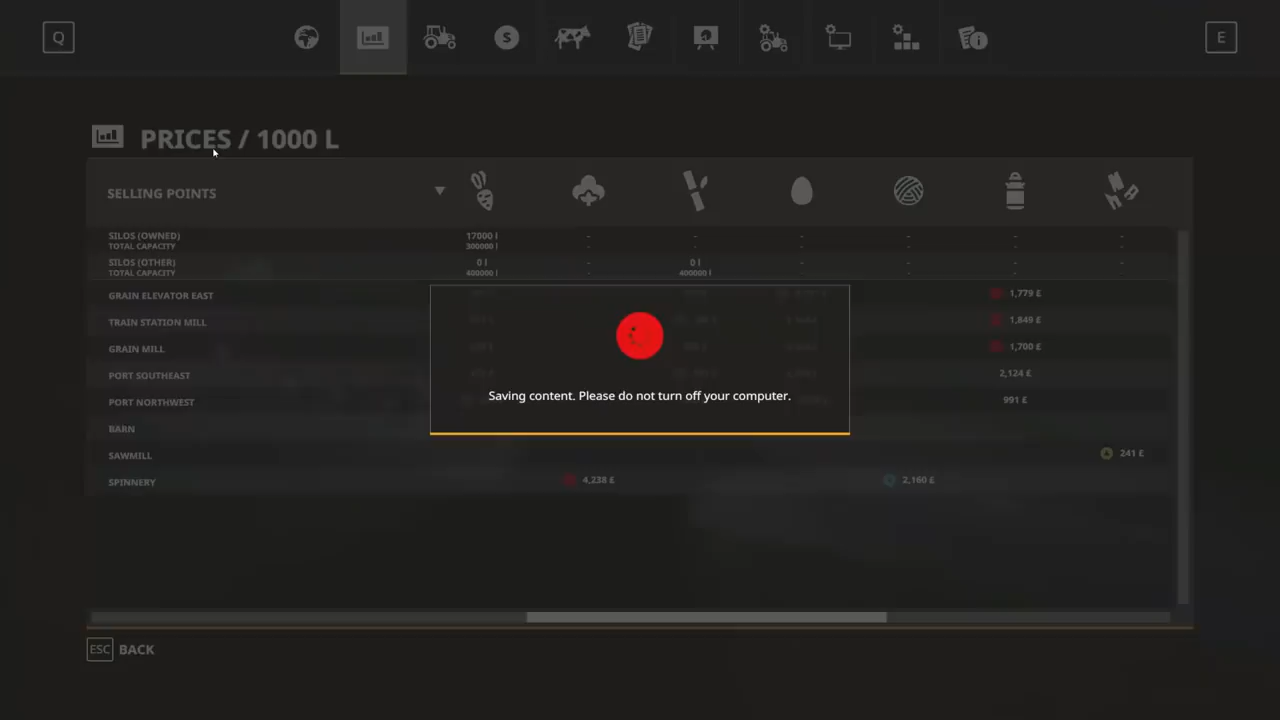 Q
E
PRICES / 1000 L
SELLING POINTS
SILOS (OWNED) 17000 l - - - - - -
TOTAL CAPACITY 300000 l - - - - - -
SILOS (OTHER) 0 l - 0 l - - - -
TOTAL CAPACITY 400000 l - 400000 l - - - -
GRAIN ELEVATOR EAST 1,779 £
TRAIN STATION MILL 1,849 £
GRAIN MILL 1,700 £
PORT SOUTHEAST 2,124 £
PORT NORTHWEST 991 £
Saving content. Please do not turn off your computer.
BARN
SAWMILL 241 £
SPINNERY 4,238 £ 2,160 £
ESC BACK